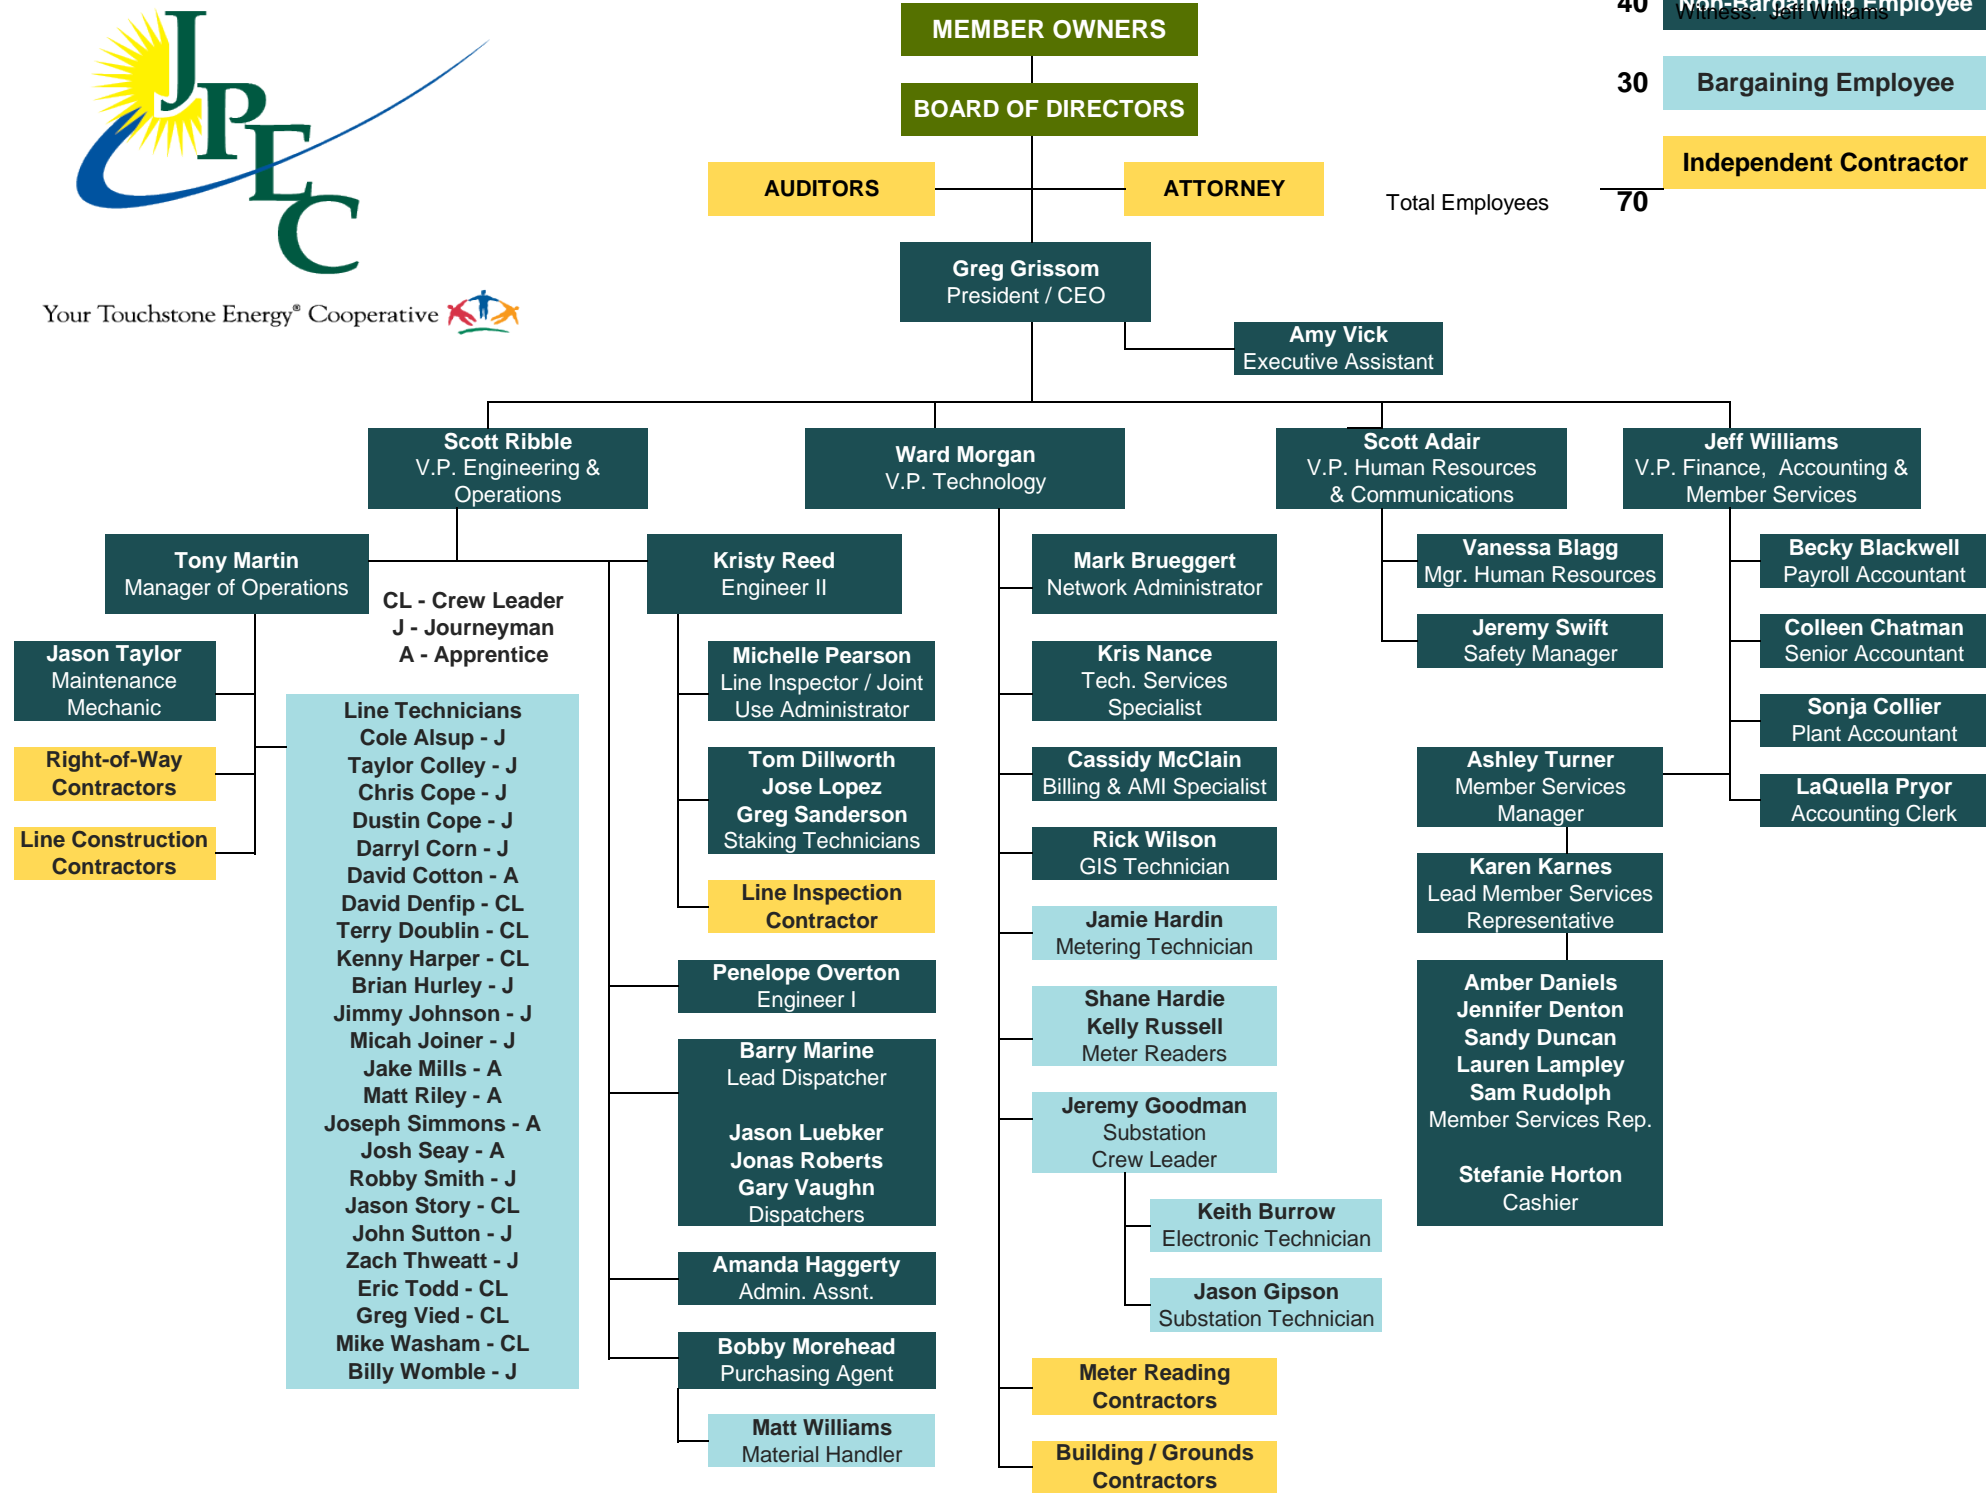 JPEC
Your Touchstone Energy® Cooperative
MEMBER OWNERS
BOARD OF DIRECTORS
AUDITORS
ATTORNEY
40 Non-Bargaining Employee
Witness: Jeff Williams
30 Bargaining Employee
Independent Contractor
Total Employees 70
Greg Grissom
President / CEO
Amy Vick
Executive Assistant
Scott Ribble
V.P. Engineering &
Operations
Ward Morgan
V.P. Technology
Scott Adair
V.P. Human Resources
& Communications
Jeff Williams
V.P. Finance, Accounting &
Member Services
Tony Martin
Manager of Operations
CL - Crew Leader
J - Journeyman
A - Apprentice
Jason Taylor
Maintenance
Mechanic
Right-of-Way
Contractors
Line Construction
Contractors
Line Technicians
Cole Alsup - J
Taylor Colley - J
Chris Cope - J
Dustin Cope - J
Darryl Corn - J
David Cotton - A
David Denfip - CL
Terry Doublin - CL
Kenny Harper - CL
Brian Hurley - J
Jimmy Johnson - J
Micah Joiner - J
Jake Mills - A
Matt Riley - A
Joseph Simmons - A
Josh Seay - A
Robby Smith - J
Jason Story - CL
John Sutton - J
Zach Thweatt - J
Eric Todd - CL
Greg Vied - CL
Mike Washam - CL
Billy Womble - J
Kristy Reed
Engineer II
Michelle Pearson
Line Inspector / Joint
Use Administrator
Tom Dillworth
Jose Lopez
Greg Sanderson
Staking Technicians
Line Inspection
Contractor
Penelope Overton
Engineer I
Barry Marine
Lead Dispatcher
Jason Luebker
Jonas Roberts
Gary Vaughn
Dispatchers
Amanda Haggerty
Admin. Assnt.
Bobby Morehead
Purchasing Agent
Matt Williams
Material Handler
Mark Brueggert
Network Administrator
Kris Nance
Tech. Services
Specialist
Cassidy McClain
Billing & AMI Specialist
Rick Wilson
GIS Technician
Jamie Hardin
Metering Technician
Shane Hardie
Kelly Russell
Meter Readers
Jeremy Goodman
Substation
Crew Leader
Keith Burrow
Electronic Technician
Jason Gipson
Substation Technician
Meter Reading
Contractors
Building / Grounds
Contractors
Vanessa Blagg
Mgr. Human Resources
Jeremy Swift
Safety Manager
Ashley Turner
Member Services
Manager
Karen Karnes
Lead Member Services
Representative
Amber Daniels
Jennifer Denton
Sandy Duncan
Lauren Lampley
Sam Rudolph
Member Services Rep.
Stefanie Horton
Cashier
Becky Blackwell
Payroll Accountant
Colleen Chatman
Senior Accountant
Sonja Collier
Plant Accountant
LaQuella Pryor
Accounting Clerk